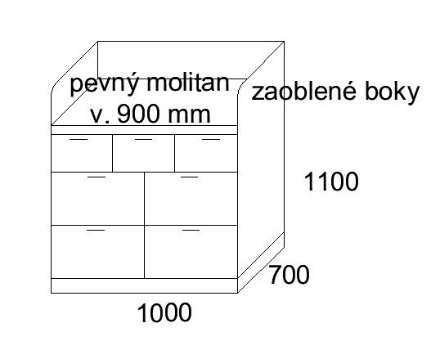 pevný molitan
v. 900 mm
zaoblené boky
1100
700
1000